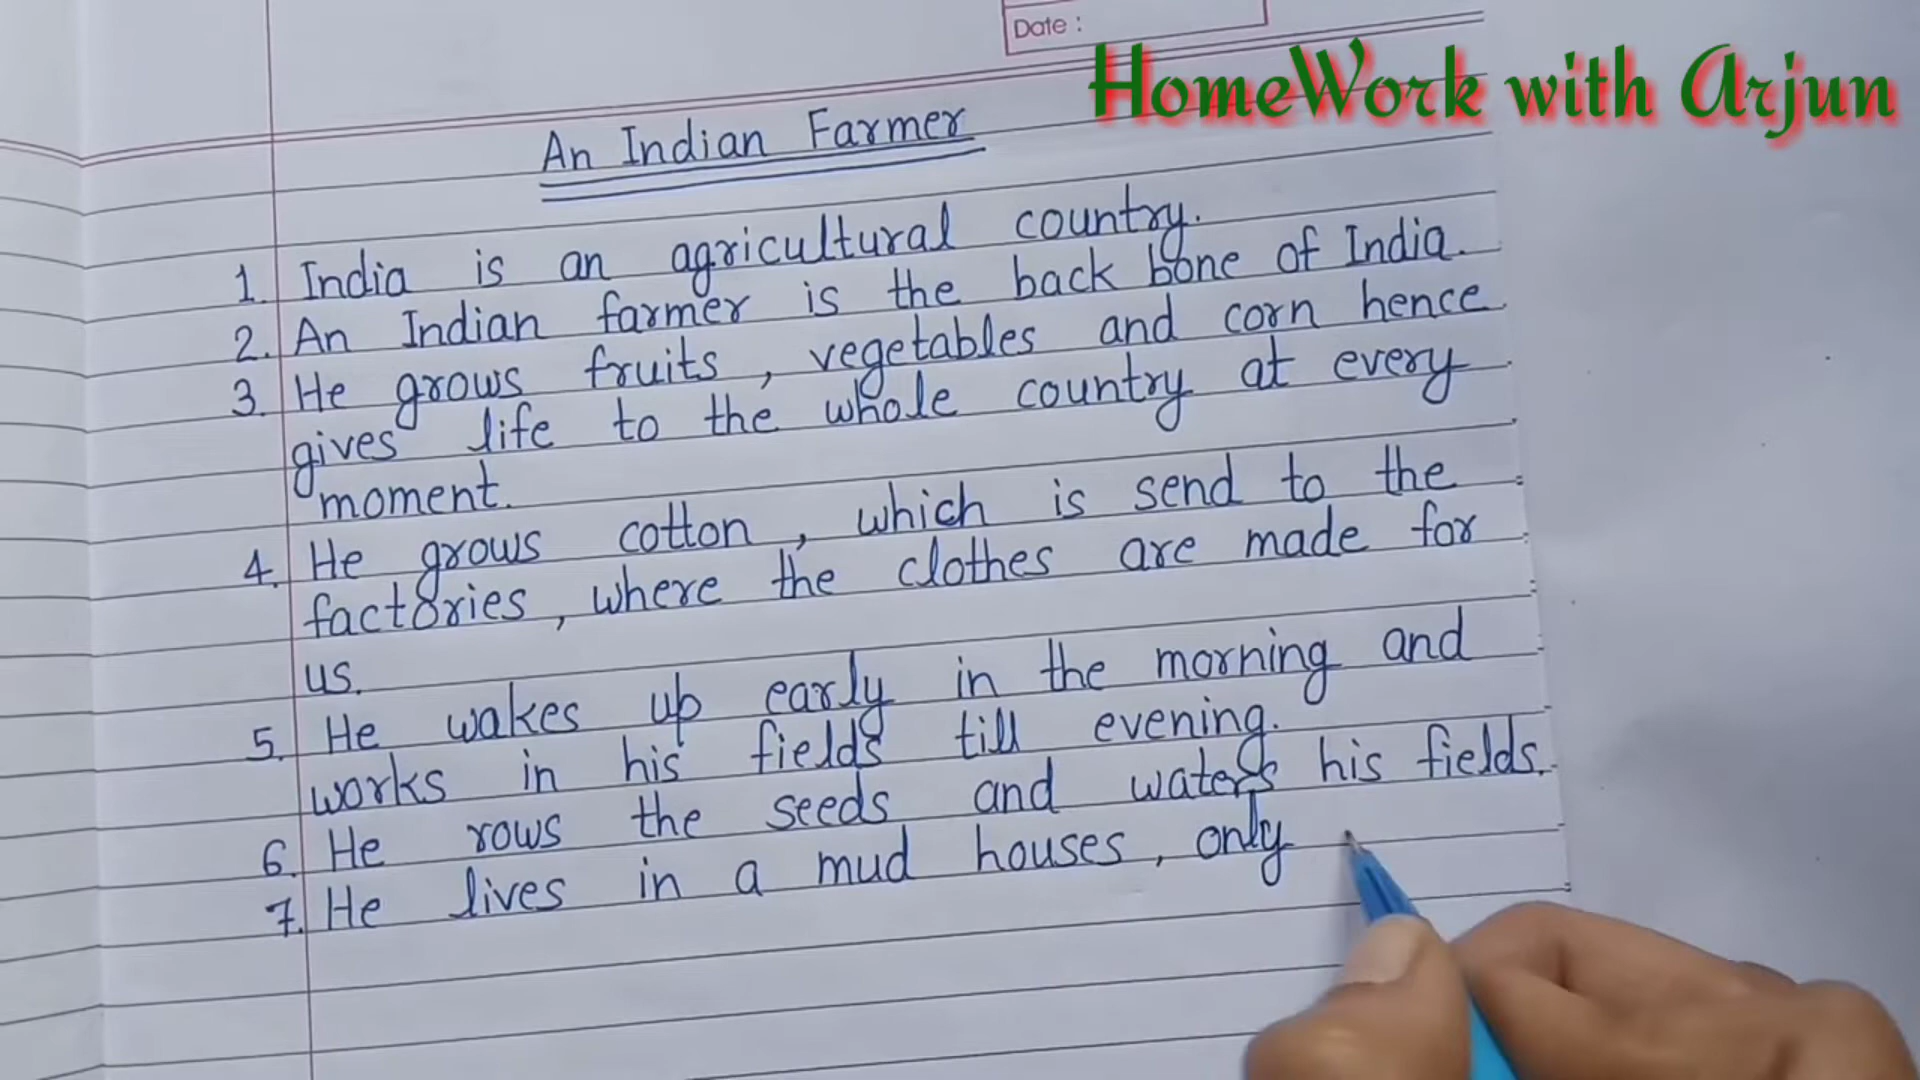 Date :
HomeWork with Arjun
An Indian Farmer
1. India is an agricultural country.
2. An Indian farmer is the back bone of India.
3. He grows fruits, vegetables and corn hence
gives life to the whole country at every
moment.
4. He grows cotton, which is send to the
factories, where the clothes are made for
us.
5. He wakes up early in the morning and
works in his fields till evening.
6. He rows the seeds and waters his fields.
7. He lives in a mud houses, only